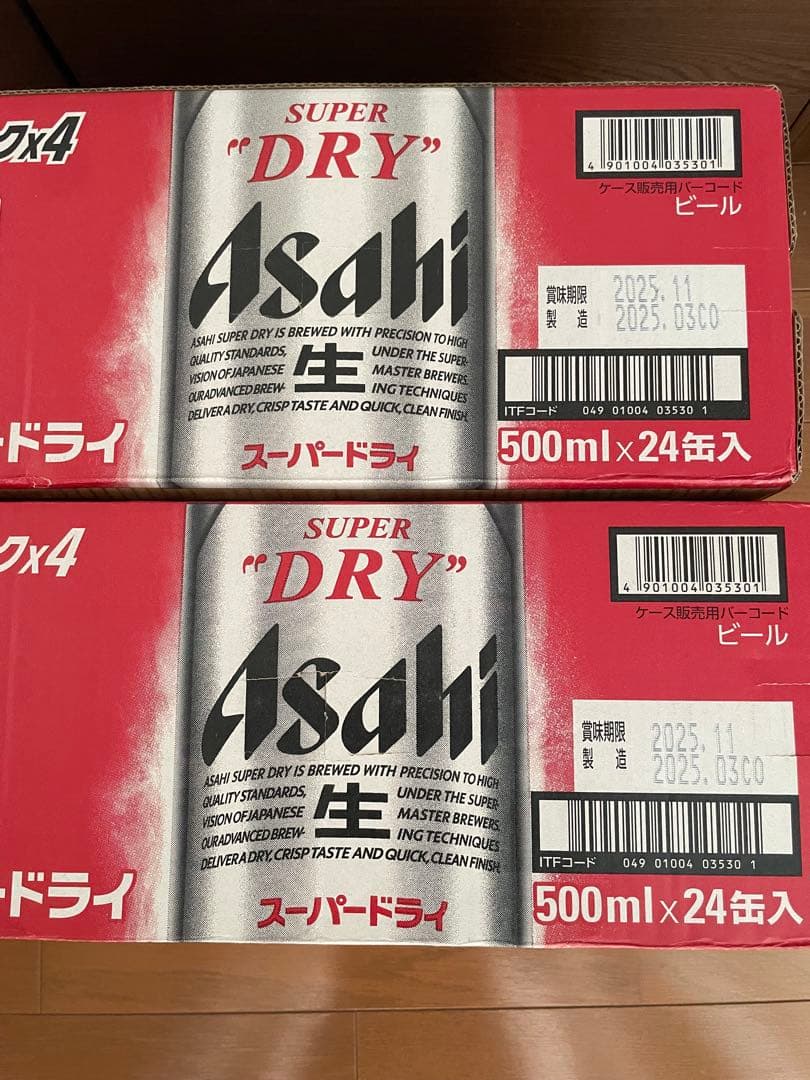 クx4
SUPER
"DRY"
Asahi
ASAHI SUPER DRY IS BREWED WITH PRECISION TO HIGH
QUALITY STANDARDS, UNDER THE SUPER-
VISION OF JAPANESE 生 MASTER BREWERS.
OUR ADVANCED BREW- ING TECHNIQUES
DELIVER A DRY, CRISP TASTE AND QUICK, CLEAN FINISH.
スーパードライ
ードライ
4 901004 035301
ケース販売用バーコード
ビール
賞味期限 2025.11
製造 2025.03C0
ITFコード 049 01004 03530 1
500ml x 24缶入
クx4
SUPER
"DRY"
Asahi
ASAHI SUPER DRY IS BREWED WITH PRECISION TO HIGH
QUALITY STANDARDS, UNDER THE SUPER-
VISION OF JAPANESE 生 MASTER BREWERS.
OUR ADVANCED BREW- ING TECHNIQUES
DELIVER A DRY, CRISP TASTE AND QUICK, CLEAN FINISH.
スーパードライ
ードライ
4 901004 035301
ケース販売用バーコード
ビール
賞味期限 2025.11
製造 2025.03C0
ITFコード 049 01004 03530 1
500ml x 24缶入